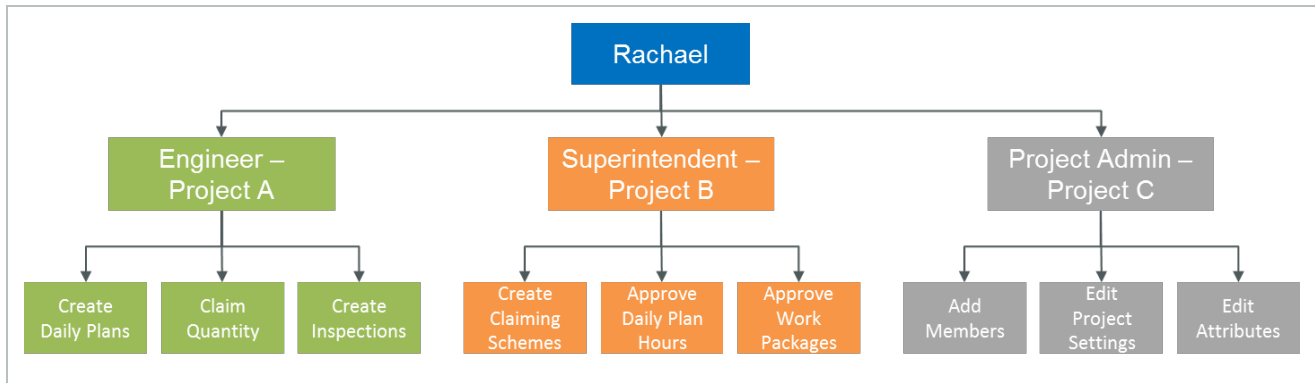 Rachael
Engineer –
Project A
Superintendent –
Project B
Project Admin –
Project C
Create
Daily Plans
Claim
Quantity
Create
Inspections
Create
Claiming
Schemes
Approve
Daily Plan
Hours
Approve
Work
Packages
Add
Members
Edit
Project
Settings
Edit
Attributes